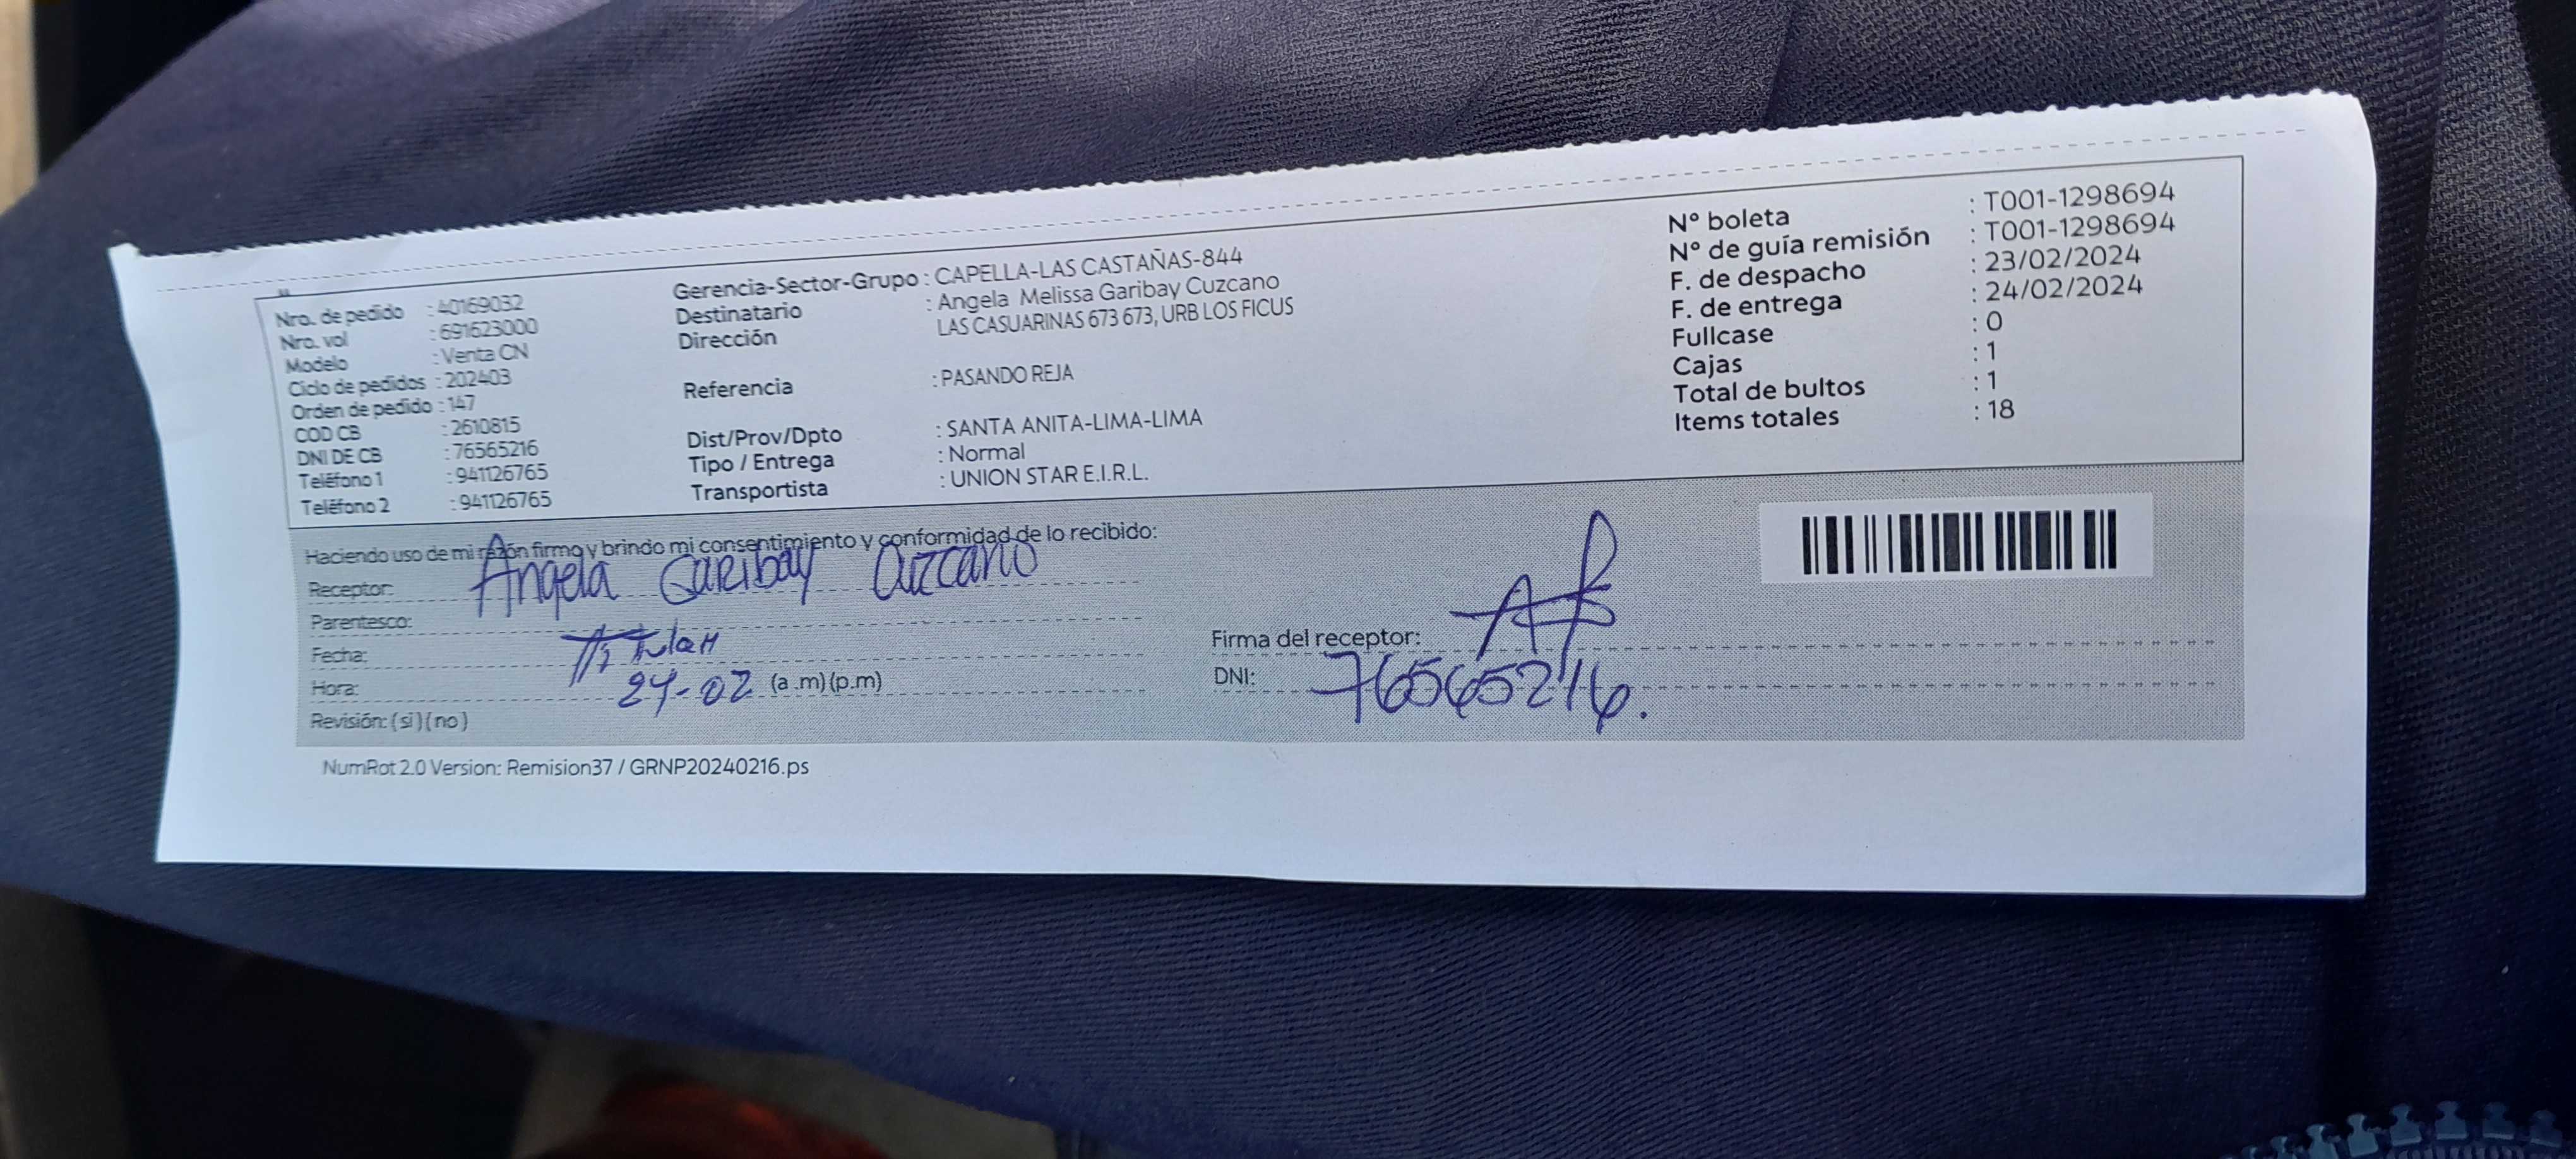 Nro. de pedido : 40169032
Nro. vol : 691623000
Modelo : Venta CN
Ciclo de pedidos : 202403
Orden de pedido : 147
COD CB : 2610815
DNI DE CB : 76565216
Teléfono 1 : 941126765
Teléfono 2 : 941126765
Gerencia-Sector-Grupo : CAPELLA-LAS CASTAÑAS-844
Destinatario : Angela Melissa Garibay Cuzcano
Dirección LAS CASUARINAS 673 673, URB LOS FICUS
Referencia : PASANDO REJA
Dist/Prov/Dpto : SANTA ANITA-LIMA-LIMA
Tipo / Entrega : Normal
Transportista : UNION STAR E.I.R.L.
N° boleta : T001-1298694
N° de guía remisión : T001-1298694
F. de despacho : 23/02/2024
F. de entrega : 24/02/2024
Fullcase : 0
Cajas : 1
Total de bultos : 1
Items totales : 18
Haciendo uso de mi razón firmo y brindo mi consentimiento y conformidad de lo recibido:
Receptor: Angela Garibay Cuzcano
Parentesco:
Fecha: Titular
Hora: 24-02 (a .m) (p.m)
Revisión: ( si ) ( no )
Firma del receptor:
DNI: 76565216.
NumRot 2.0 Version: Remision37 / GRNP20240216.ps